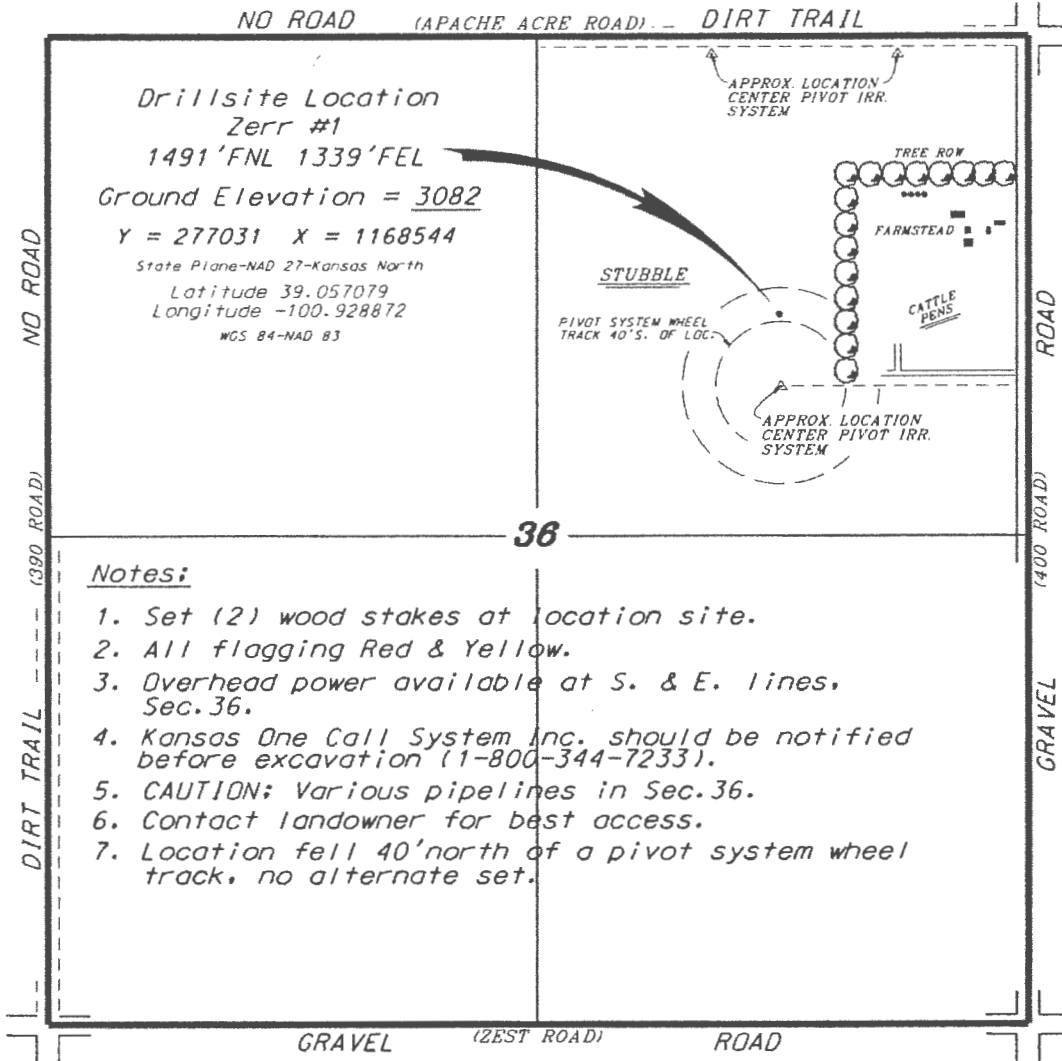 NO ROAD (APACHE ACRE ROAD) DIRT TRAIL
Drillsite Location
Zerr #1
1491'FNL 1339'FEL
Ground Elevation = 3082
Y = 277031 X = 1168544
State Plane-NAD 27-Kansas North
Latitude 39.057079
Longitude -100.928872
WGS 84-NAD 83
APPROX. LOCATION
CENTER PIVOT IRR.
SYSTEM
TREE ROW
FARMSTEAD
CATTLE
PENS
STUBBLE
PIVOT SYSTEM WHEEL
TRACK 40'S. OF LOC.
APPROX. LOCATION
CENTER PIVOT IRR.
SYSTEM
NO ROAD
(390 ROAD)
DIRT TRAIL
ROAD
(400 ROAD)
GRAVEL
36
Notes:
1. Set (2) wood stakes at location site.
2. All flagging Red & Yellow.
3. Overhead power available at S. & E. lines,
Sec.36.
4. Kansas One Call System Inc. should be notified
before excavation (1-800-344-7233).
5. CAUTION: Various pipelines in Sec.36.
6. Contact landowner for best access.
7. Location fell 40'north of a pivot system wheel
track, no alternate set.
GRAVEL (ZEST ROAD) ROAD